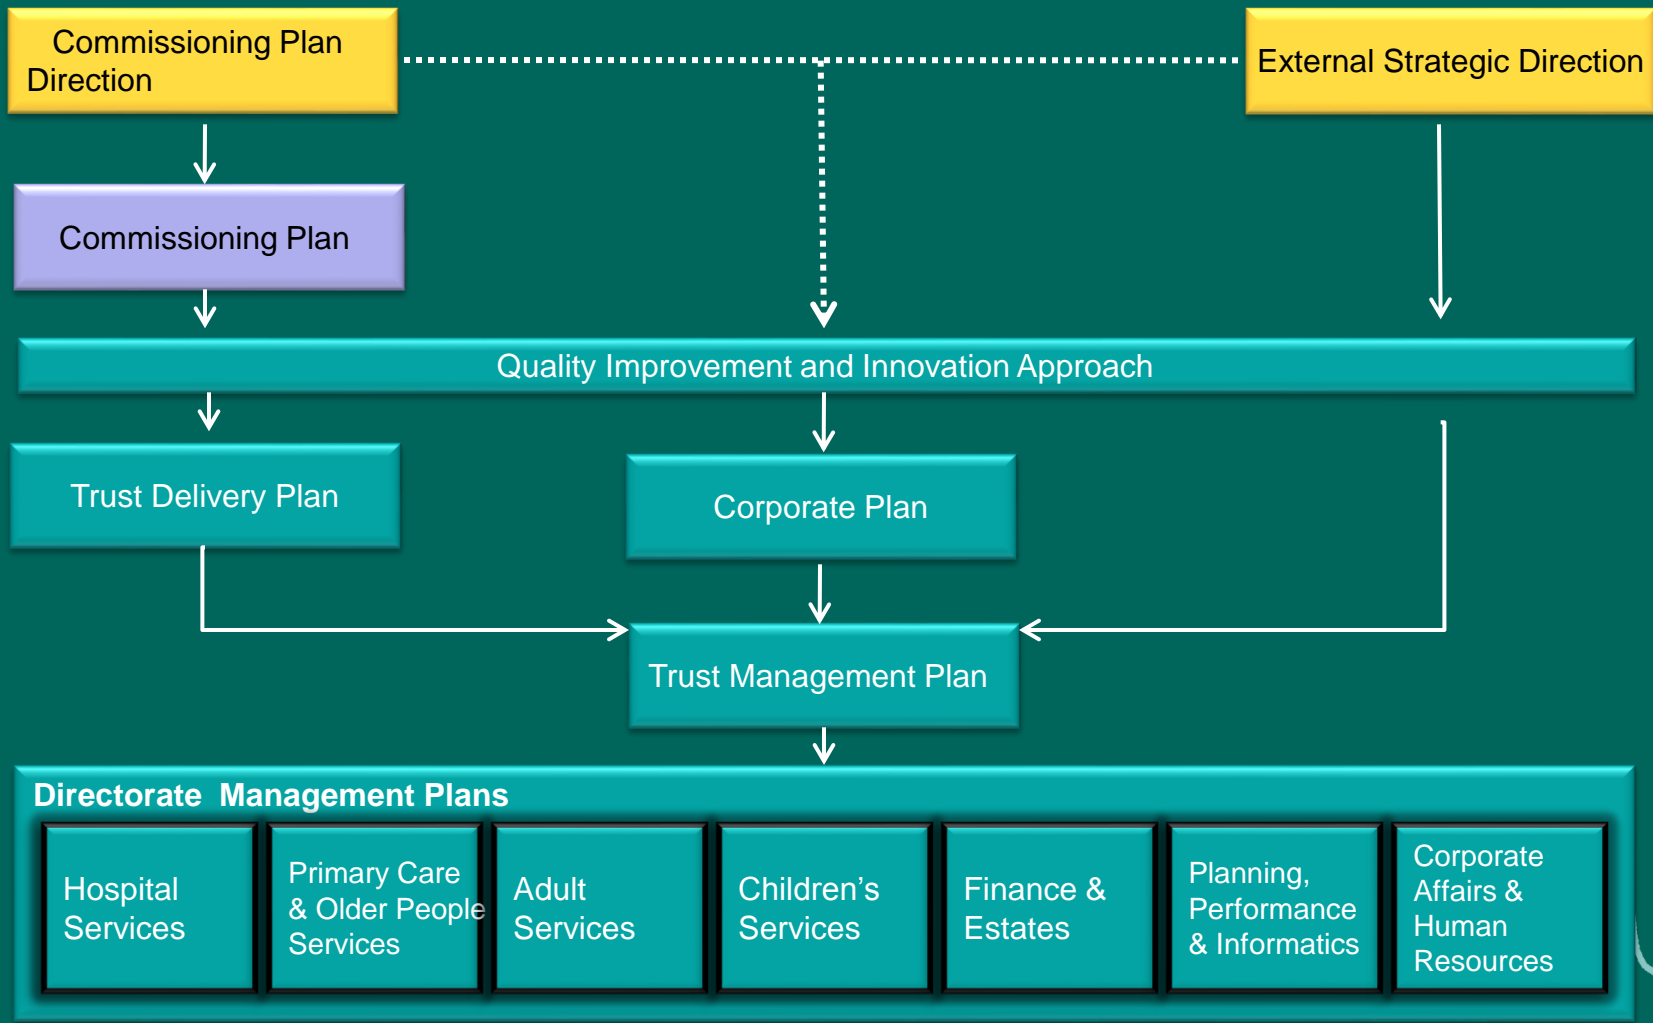 Commissioning Plan
Direction
External Strategic Direction
Commissioning Plan
Quality Improvement and Innovation Approach
Trust Delivery Plan
Corporate Plan
Trust Management Plan
Directorate Management Plans
Hospital
Services
Primary Care
& Older People
Services
Adult
Services
Children’s
Services
Finance &
Estates
Planning,
Performance
& Informatics
Corporate
Affairs &
Human
Resources